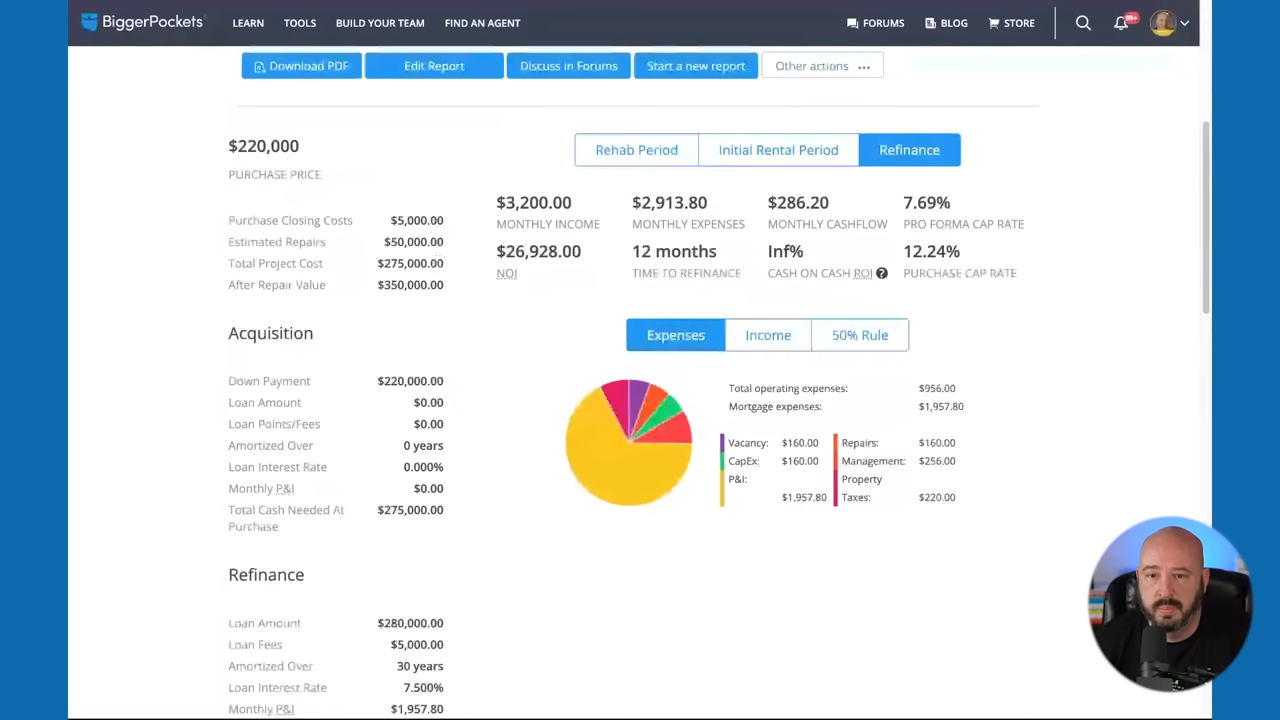 BiggerPockets
LEARN TOOLS BUILD YOUR TEAM FIND AN AGENT FORUMS BLOG STORE 99+
Download PDF Edit Report Discuss in Forums Start a new report Other actions ...
$220,000
PURCHASE PRICE
Purchase Closing Costs $5,000.00
Estimated Repairs $50,000.00
Total Project Cost $275,000.00
After Repair Value $350,000.00
Acquisition
Down Payment $220,000.00
Loan Amount $0.00
Loan Points/Fees $0.00
Amortized Over 0 years
Loan Interest Rate 0.000%
Monthly P&I $0.00
Total Cash Needed At Purchase $275,000.00
Refinance
Loan Amount $280,000.00
Loan Fees $5,000.00
Amortized Over 30 years
Loan Interest Rate 7.500%
Monthly P&I $1,957.80
Rehab Period Initial Rental Period Refinance
$3,200.00 $2,913.80 $286.20 7.69%
MONTHLY INCOME MONTHLY EXPENSES MONTHLY CASHFLOW PRO FORMA CAP RATE
$26,928.00 12 months Inf% 12.24%
NOI TIME TO REFINANCE CASH ON CASH ROI ? PURCHASE CAP RATE
Expenses Income 50% Rule
Total operating expenses: $956.00
Mortgage expenses: $1,957.80
Vacancy: $160.00 Repairs: $160.00
CapEx: $160.00 Management: $256.00
P&I: Property
$1,957.80 Taxes: $220.00